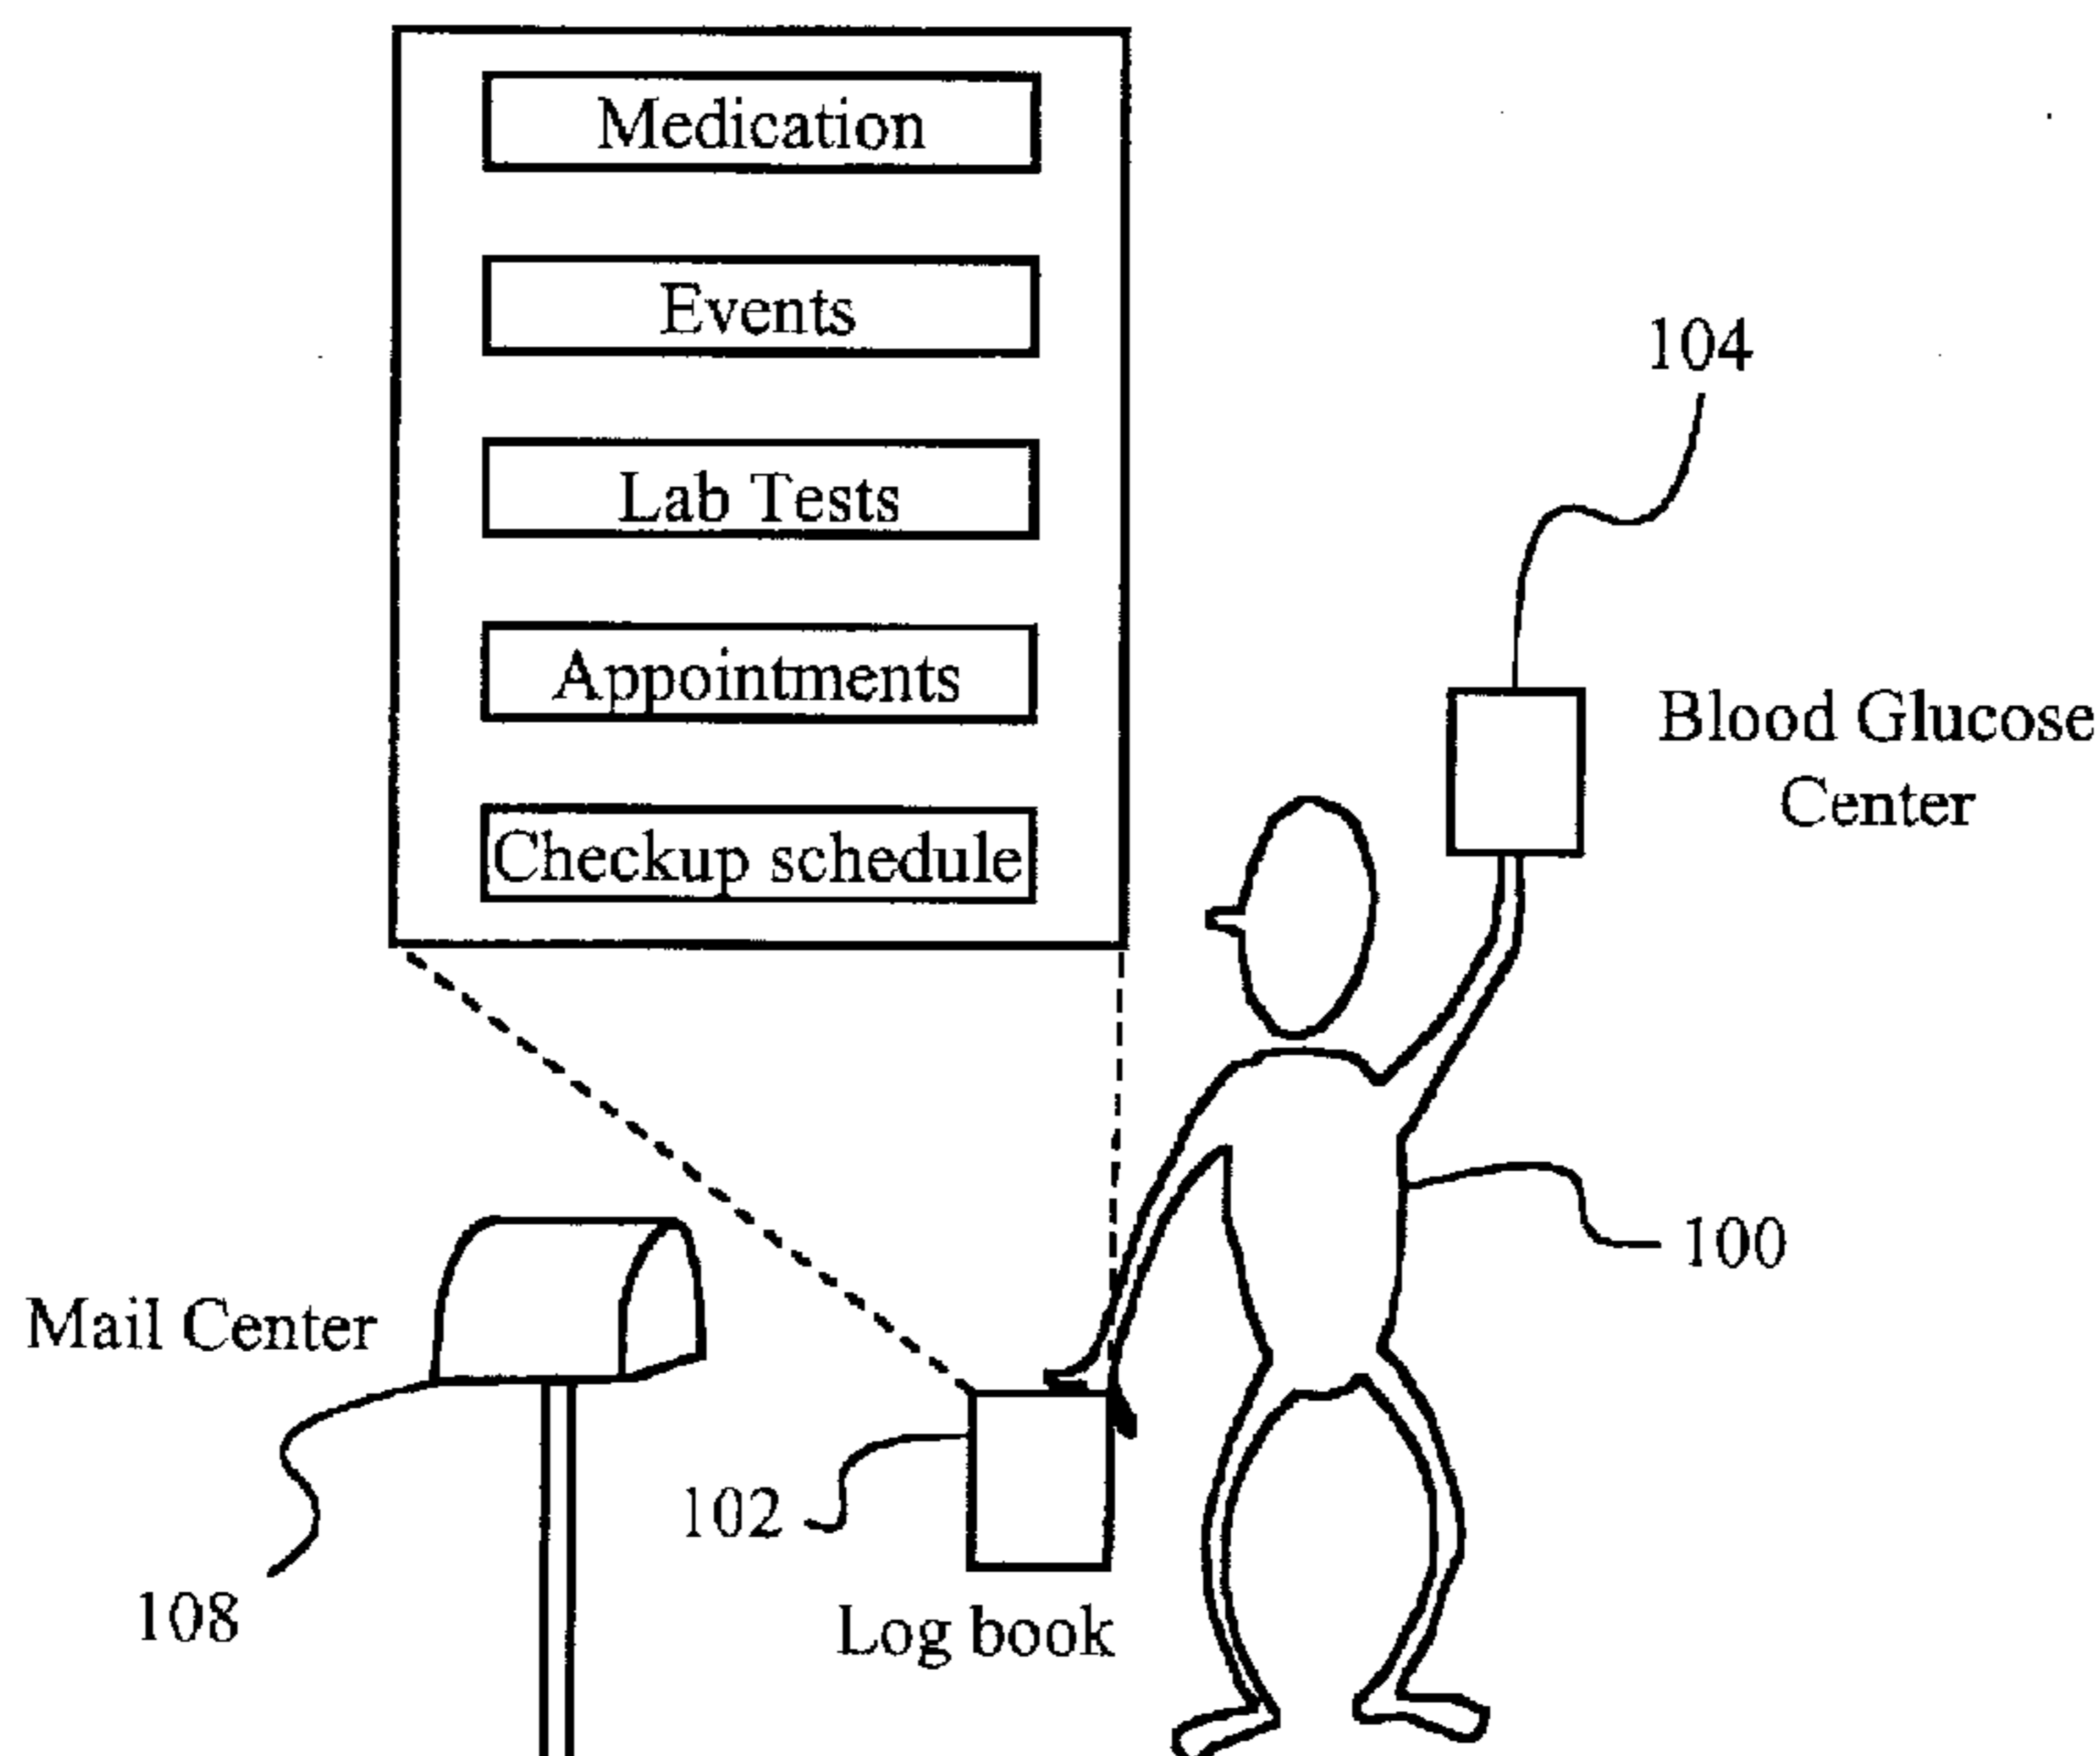 Medication
Events
Lab Tests
Appointments
Checkup schedule
104
Blood Glucose
Center
100
Mail Center
102
108
Log book